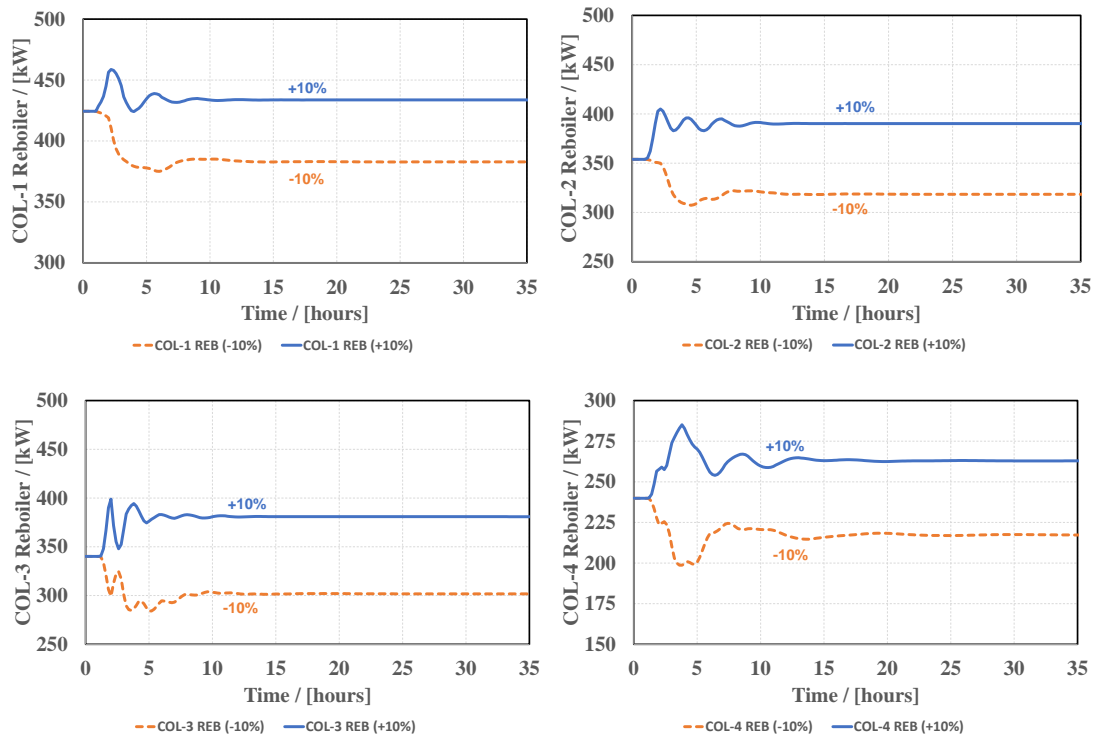 COL-1 Reboiler / [kW]
500
450
400
350
300
+10%
-10%
0 5 10 15 20 25 30 35
Time / [hours]
COL-1 REB (-10%) COL-1 REB (+10%)
COL-2 Reboiler / [kW]
500
450
400
350
300
250
+10%
-10%
0 5 10 15 20 25 30 35
Time / [hours]
COL-2 REB (-10%) COL-2 REB (+10%)
COL-3 Reboiler / [kW]
500
450
400
350
300
250
+10%
-10%
0 5 10 15 20 25 30 35
Time / [hours]
COL-3 REB (-10%) COL-3 REB (+10%)
COL-4 Reboiler / [kW]
300
275
250
225
200
175
150
+10%
-10%
0 5 10 15 20 25 30 35
Time / [hours]
COL-4 REB (-10%) COL-4 REB (+10%)